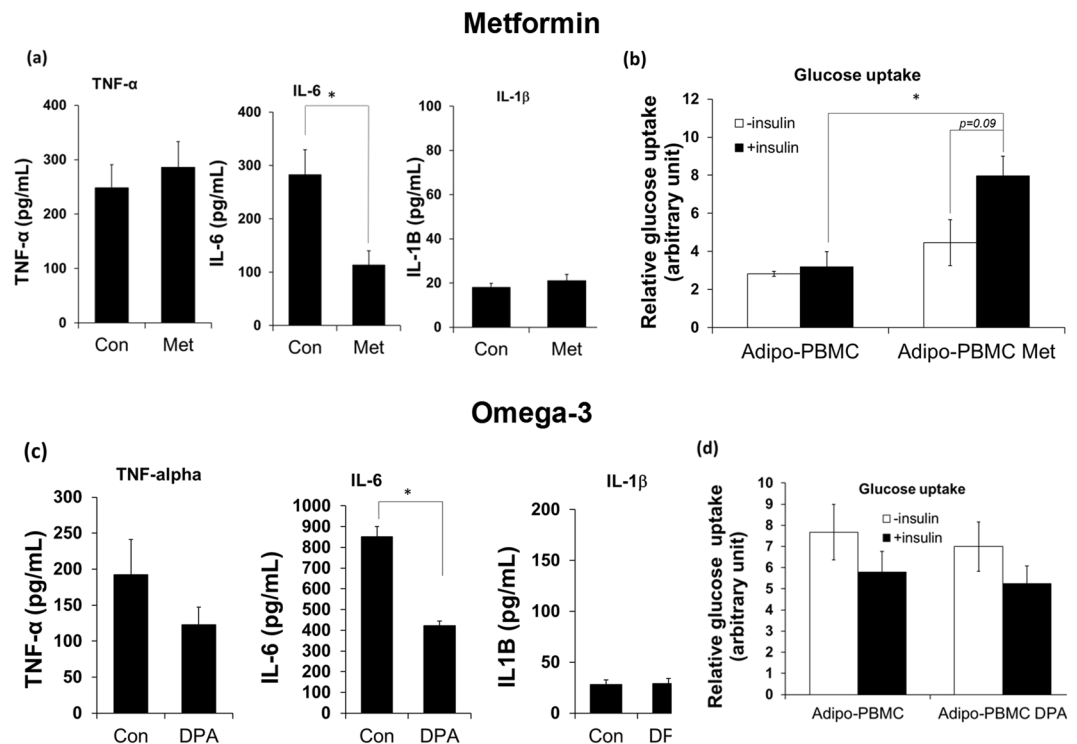 Metformin
(a)
TNF-α
TNF-α (pg/mL)
400
300
200
100
0
Con Met
IL-6
*
IL-6 (pg/mL)
400
300
200
100
0
Con Met
IL-1β
IL-1B (pg/mL)
100
80
60
40
20
0
Con Met
(b)
Glucose uptake
Relative glucose uptake
(arbitrary unit)
12
10
8
6
4
2
0
-insulin
+insulin
*
p=0.09
Adipo-PBMC Adipo-PBMC Met
Omega-3
(c)
TNF-alpha
TNF-α (pg/mL)
300
250
200
150
100
50
0
Con DPA
IL-6
*
IL-6 (pg/mL)
1000
900
800
700
600
500
400
300
200
100
0
Con DPA
IL-1β
IL1B (pg/mL)
200
150
100
50
0
Con DF
(d)
Glucose uptake
Relative glucose uptake
(arbitrary unit)
10
9
8
7
6
5
4
3
2
1
0
-insulin
+insulin
Adipo-PBMC Adipo-PBMC DPA